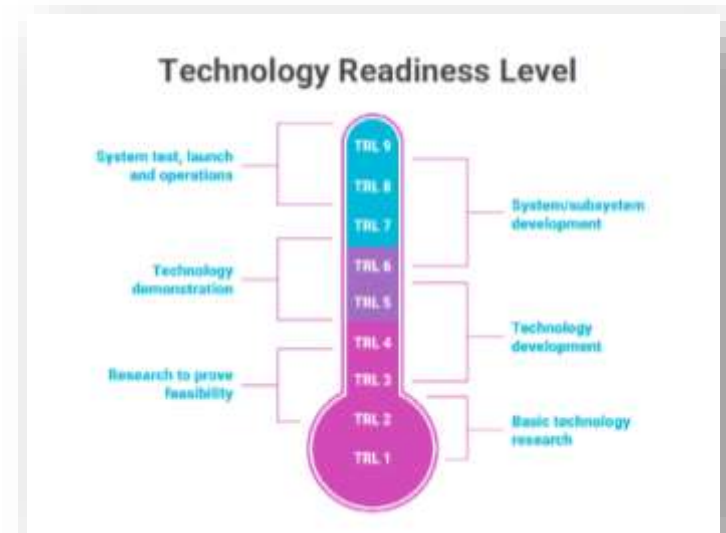 Technology Readiness Level
System test, launch
and operations
Technology
demonstration
Research to prove
feasibility
TRL 9
TRL 8
TRL 7
TRL 6
TRL 5
TRL 4
TRL 3
TRL 2
TRL 1
System/subsystem
development
Technology
development
Basic technology
research